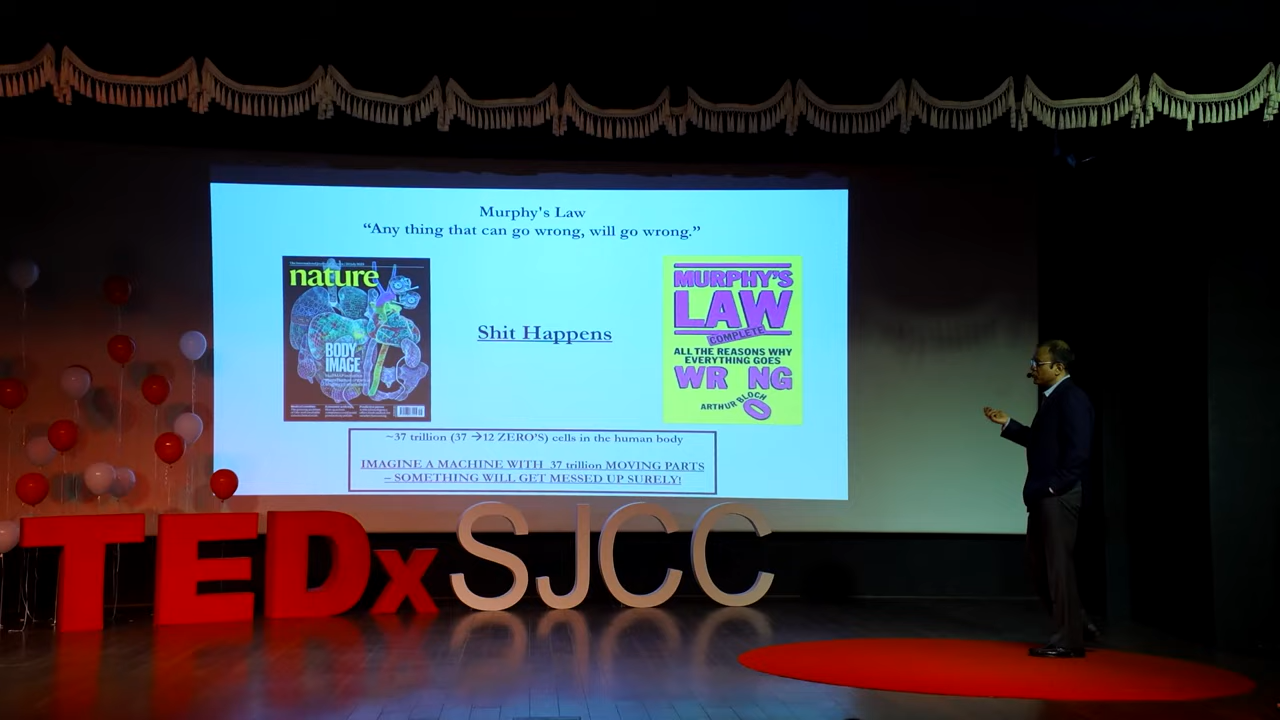 Murphy's Law
“Any thing that can go wrong, will go wrong.”
nature
BODY
IMAGE
Shit Happens
MURPHY'S
LAW
COMPLETE
ALL THE REASONS WHY
EVERYTHING GOES
WR NG
ARTHUR BLOCH
O
~37 trillion (37 →12 ZERO'S) cells in the human body
IMAGINE A MACHINE WITH 37 trillion MOVING PARTS
– SOMETHING WILL GET MESSED UP SURELY!
TEDx SJCC